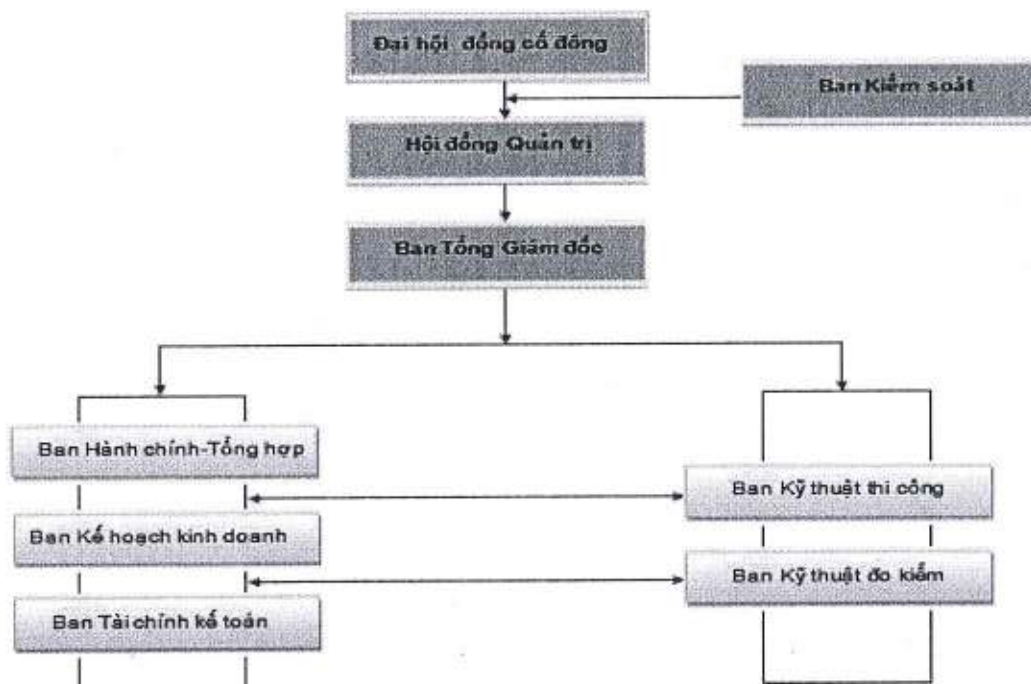 Đại hội đồng cổ đông
Ban Kiểm soát
Hội đồng Quản trị
Ban Tổng Giám đốc
Ban Hành chính-Tổng hợp
Ban Kỹ thuật thi công
Ban Kế hoạch kinh doanh
Ban Kỹ thuật đo kiểm
Ban Tài chính kế toán